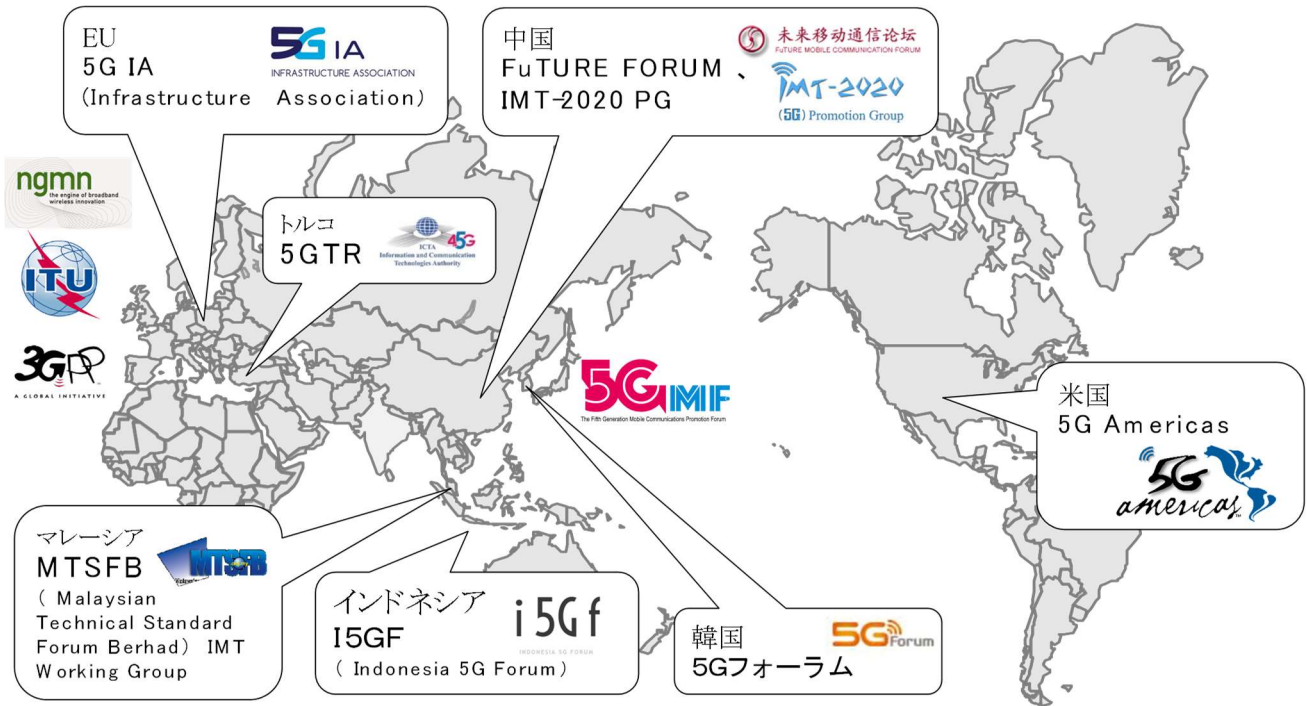 EU
5G IA
(Infrastructure Association)
5G IA
INFRASTRUCTURE ASSOCIATION
中国
FuTURE FORUM 、
IMT-2020 PG
未来移动通信论坛
FUTURE MOBILE COMMUNICATION FORUM
IMT-2020
(5G) Promotion Group
ngmn
the engine of broadband
wireless innovation
トルコ
5GTR
4.5G
ICTA
Information and Communication
Technologies Authority
ITU
3GPP
A GLOBAL INITIATIVE
5GMF
The Fifth Generation Mobile Communications Promotion Forum
米国
5G Americas
5G
americas
TM
マレーシア
MTSFB
( Malaysian
Technical Standard
Forum Berhad) IMT
Working Group
MTSFB
インドネシア
I5GF
( Indonesia 5G Forum)
i5Gf
INDONESIA 5G FORUM
韓国
5Gフォーラム
5G Forum